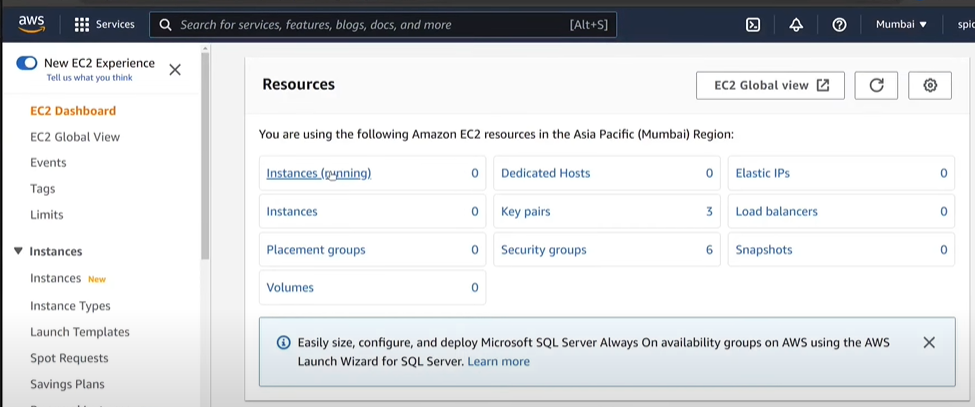 aws
Services
Search for services, features, blogs, docs, and more
[Alt+S]
Mumbai
New EC2 Experience
Tell us what you think
EC2 Dashboard
EC2 Global View
Events
Tags
Limits
Instances
Instances New
Instance Types
Launch Templates
Spot Requests
Savings Plans
Resources
EC2 Global view
You are using the following Amazon EC2 resources in the Asia Pacific (Mumbai) Region:
Instances (running) 0
Dedicated Hosts 0
Elastic IPs 0
Instances 0
Key pairs 3
Load balancers 0
Placement groups 0
Security groups 6
Snapshots 0
Volumes 0
Easily size, configure, and deploy Microsoft SQL Server Always On availability groups on AWS using the AWS
Launch Wizard for SQL Server. Learn more